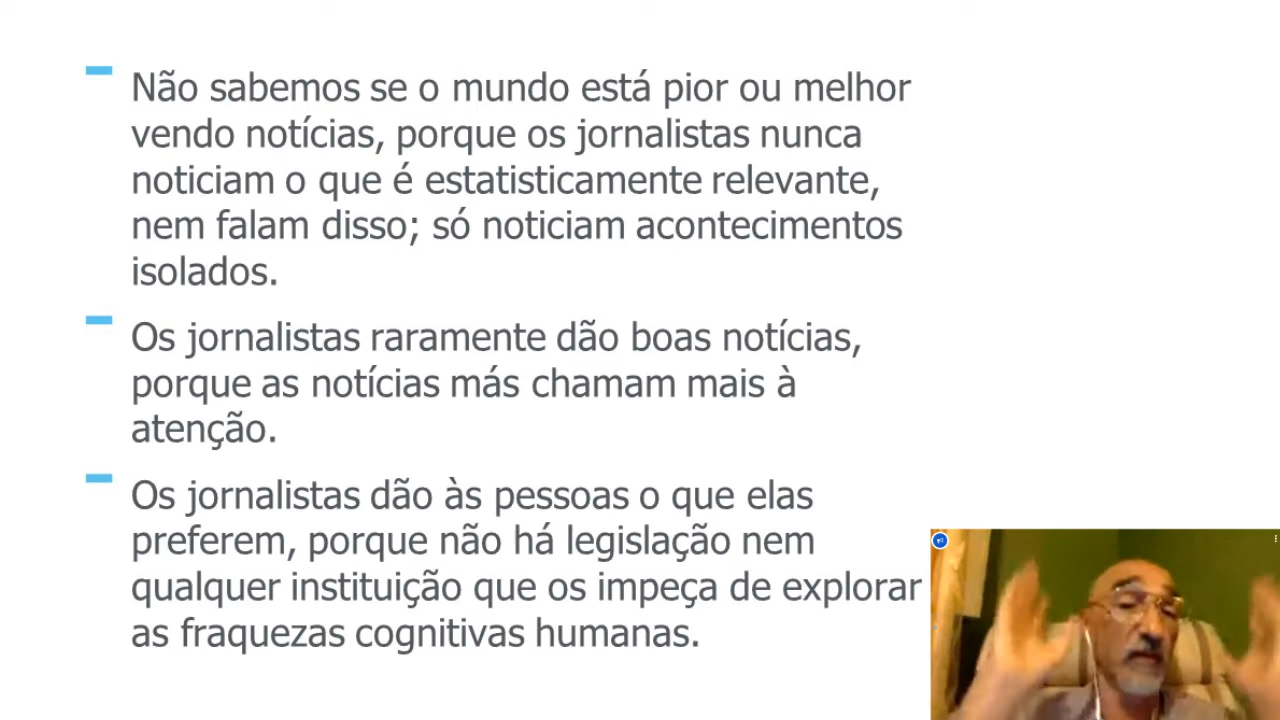 Não sabemos se o mundo está pior ou melhor
vendo notícias, porque os jornalistas nunca
noticiam o que é estatisticamente relevante,
nem falam disso; só noticiam acontecimentos
isolados.
Os jornalistas raramente dão boas notícias,
porque as notícias más chamam mais à
atenção.
Os jornalistas dão às pessoas o que elas
preferem, porque não há legislação nem
qualquer instituição que os impeça de explorar
as fraquezas cognitivas humanas.